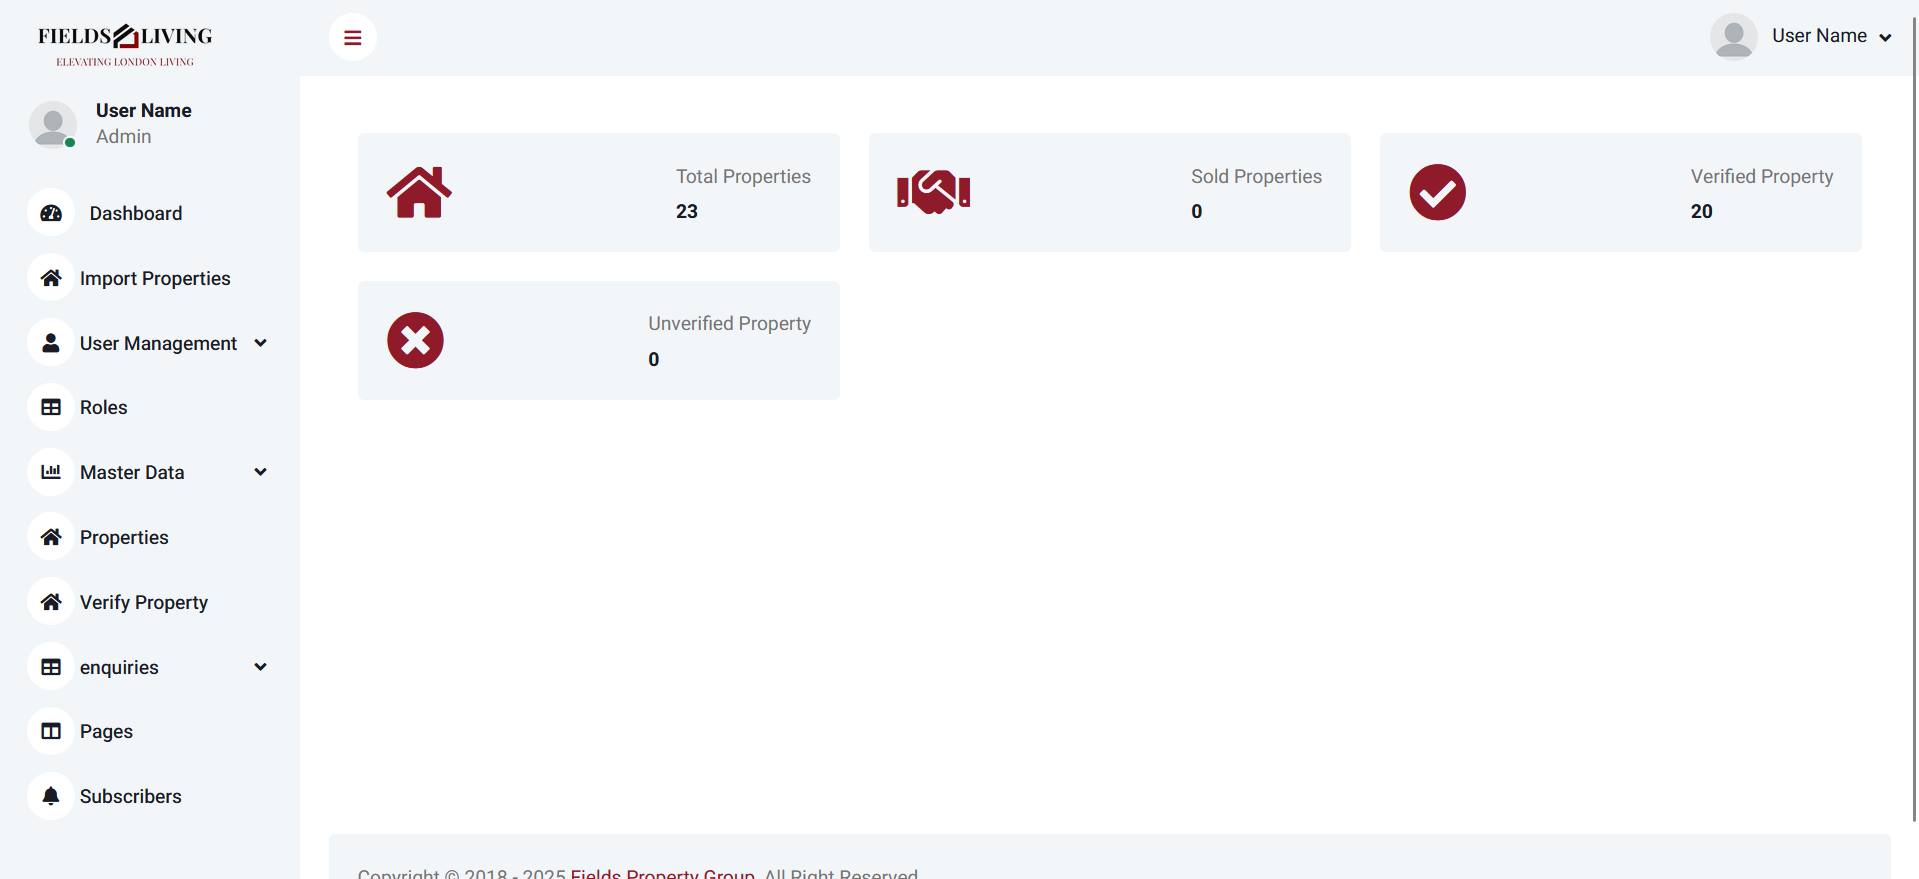 FIELDS LIVING
ELEVATING LONDON LIVING
User Name
User Name
Admin
Dashboard
Import Properties
User Management
Roles
Master Data
Properties
Verify Property
enquiries
Pages
Subscribers
Total Properties
23
Sold Properties
0
Verified Property
20
Unverified Property
0
Copyright © 2018 - 2025 Fields Property Group. All Right Reserved